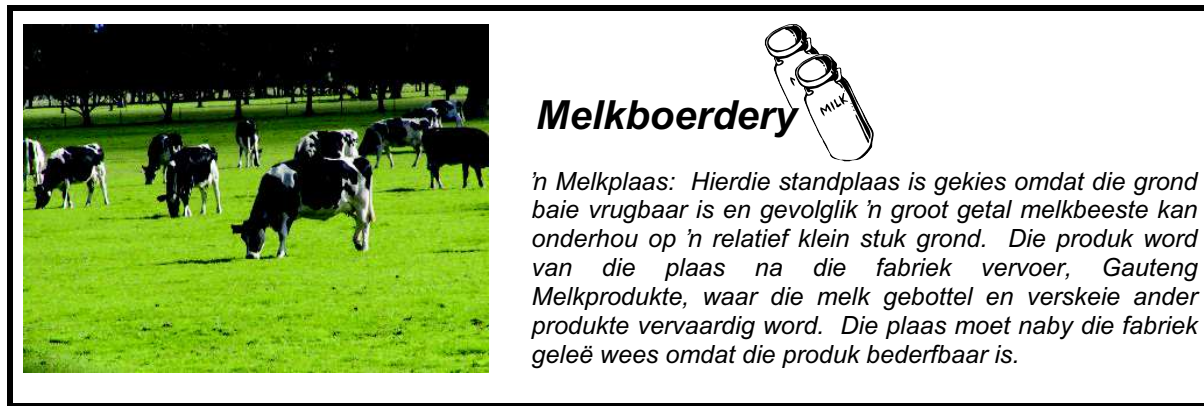 MILK
Melkboerdery
'n Melkplaas: Hierdie standplaas is gekies omdat die grond
baie vrugbaar is en gevolglik 'n groot getal melkbeeste kan
onderhou op 'n relatief klein stuk grond. Die produk word
van die plaas na die fabriek vervoer, Gauteng
Melkprodukte, waar die melk gebottel en verskeie ander
produkte vervaardig word. Die plaas moet naby die fabriek
geleë wees omdat die produk bederfbaar is.